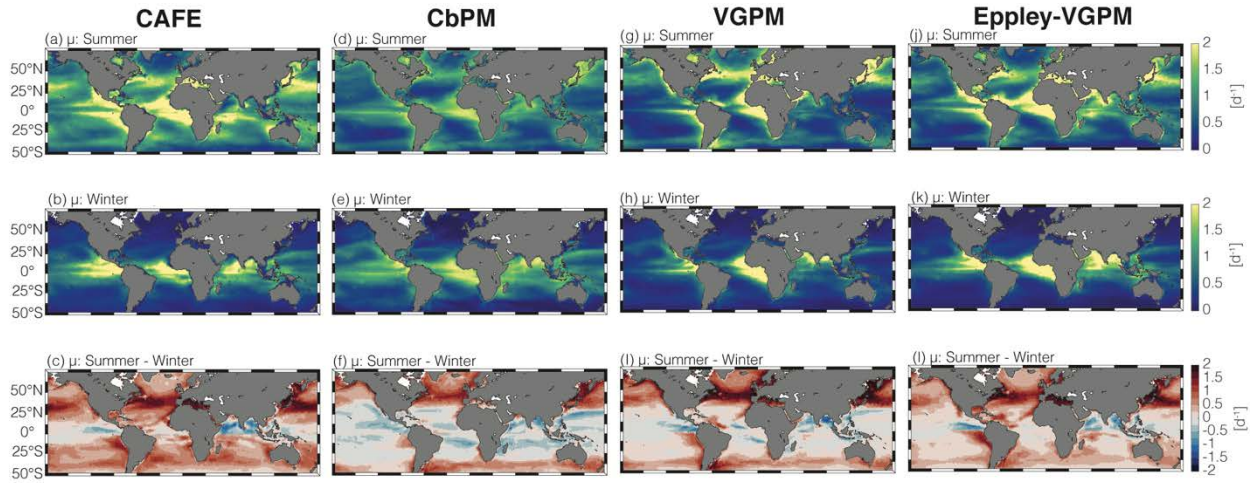 CAFE CbPM VGPM Eppley-VGPM
(a) μ: Summer (d) μ: Summer (g) μ: Summer (j) μ: Summer
50°N
25°N
0°
25°S
50°S
2
1.5
1
0.5
0
[d⁻¹]
(b) μ: Winter (e) μ: Winter (h) μ: Winter (k) μ: Winter
50°N
25°N
0°
25°S
50°S
2
1.5
1
0.5
0
[d⁻¹]
(c) μ: Summer - Winter (f) μ: Summer - Winter (l) μ: Summer - Winter (l) μ: Summer - Winter
50°N
25°N
0°
25°S
50°S
2
1.5
1
0.5
0
-0.5
-1
-1.5
-2
[d⁻¹]